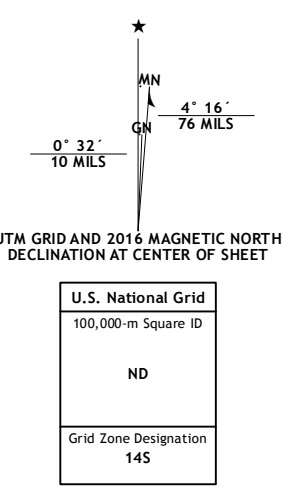 ★
MN
GN
4° 16´
76 MILS
0° 32´
10 MILS
UTM GRID AND 2016 MAGNETIC NORTH
DECLINATION AT CENTER OF SHEET
U.S. National Grid
100,000-m Square ID
ND
Grid Zone Designation
14S